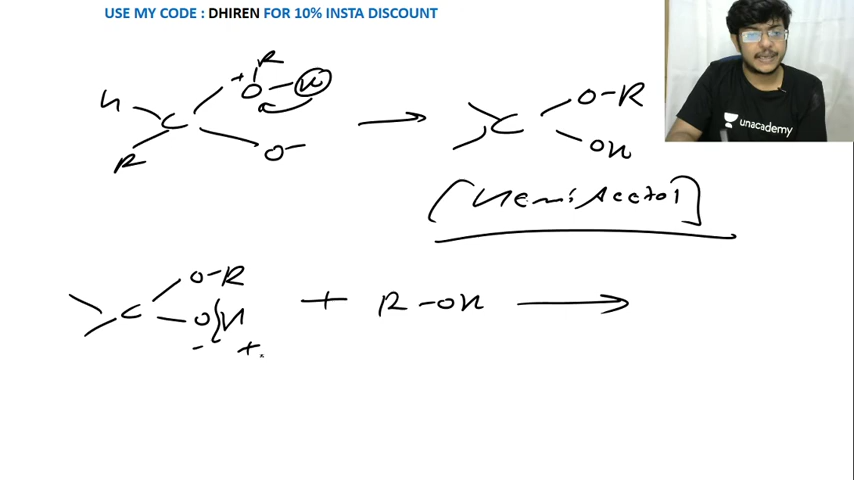 USE MY CODE : DHIREN FOR 10% INSTA DISCOUNT
unacademy
H
R
C
+
R
O-H
O-
C
O-R
OH
[Hemi Acetal]
C
O-R
OH
- +
+ R-OH